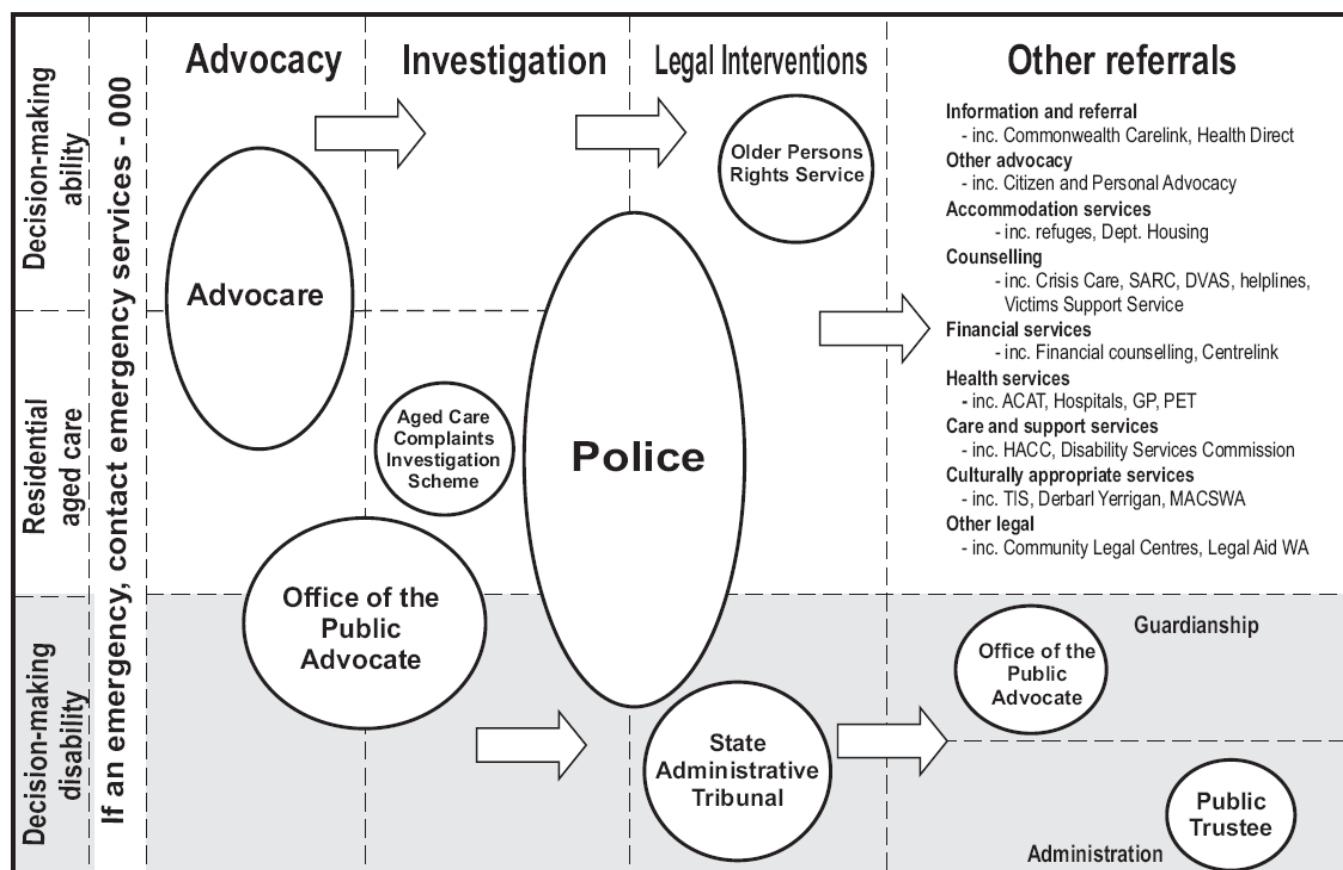 Advocacy
Investigation
Legal Interventions
Other referrals
Decision-making
ability
Residential
aged care
Decision-making
disability
If an emergency, contact emergency services - 000
Advocare
Aged Care
Complaints
Investigation
Scheme
Office of the
Public
Advocate
Police
Older Persons
Rights Service
State
Administrative
Tribunal
Information and referral
- inc. Commonwealth Carelink, Health Direct
Other advocacy
- inc. Citizen and Personal Advocacy
Accommodation services
- inc. refuges, Dept. Housing
Counselling
- inc. Crisis Care, SARC, DVAS, helplines,
Victims Support Service
Financial services
- inc. Financial counselling, Centrelink
Health services
- inc. ACAT, Hospitals, GP, PET
Care and support services
- inc. HACC, Disability Services Commission
Culturally appropriate services
- inc. TIS, Derbarl Yerrigan, MACSWA
Other legal
- inc. Community Legal Centres, Legal Aid WA
Guardianship
Office of the
Public
Advocate
Public
Trustee
Administration